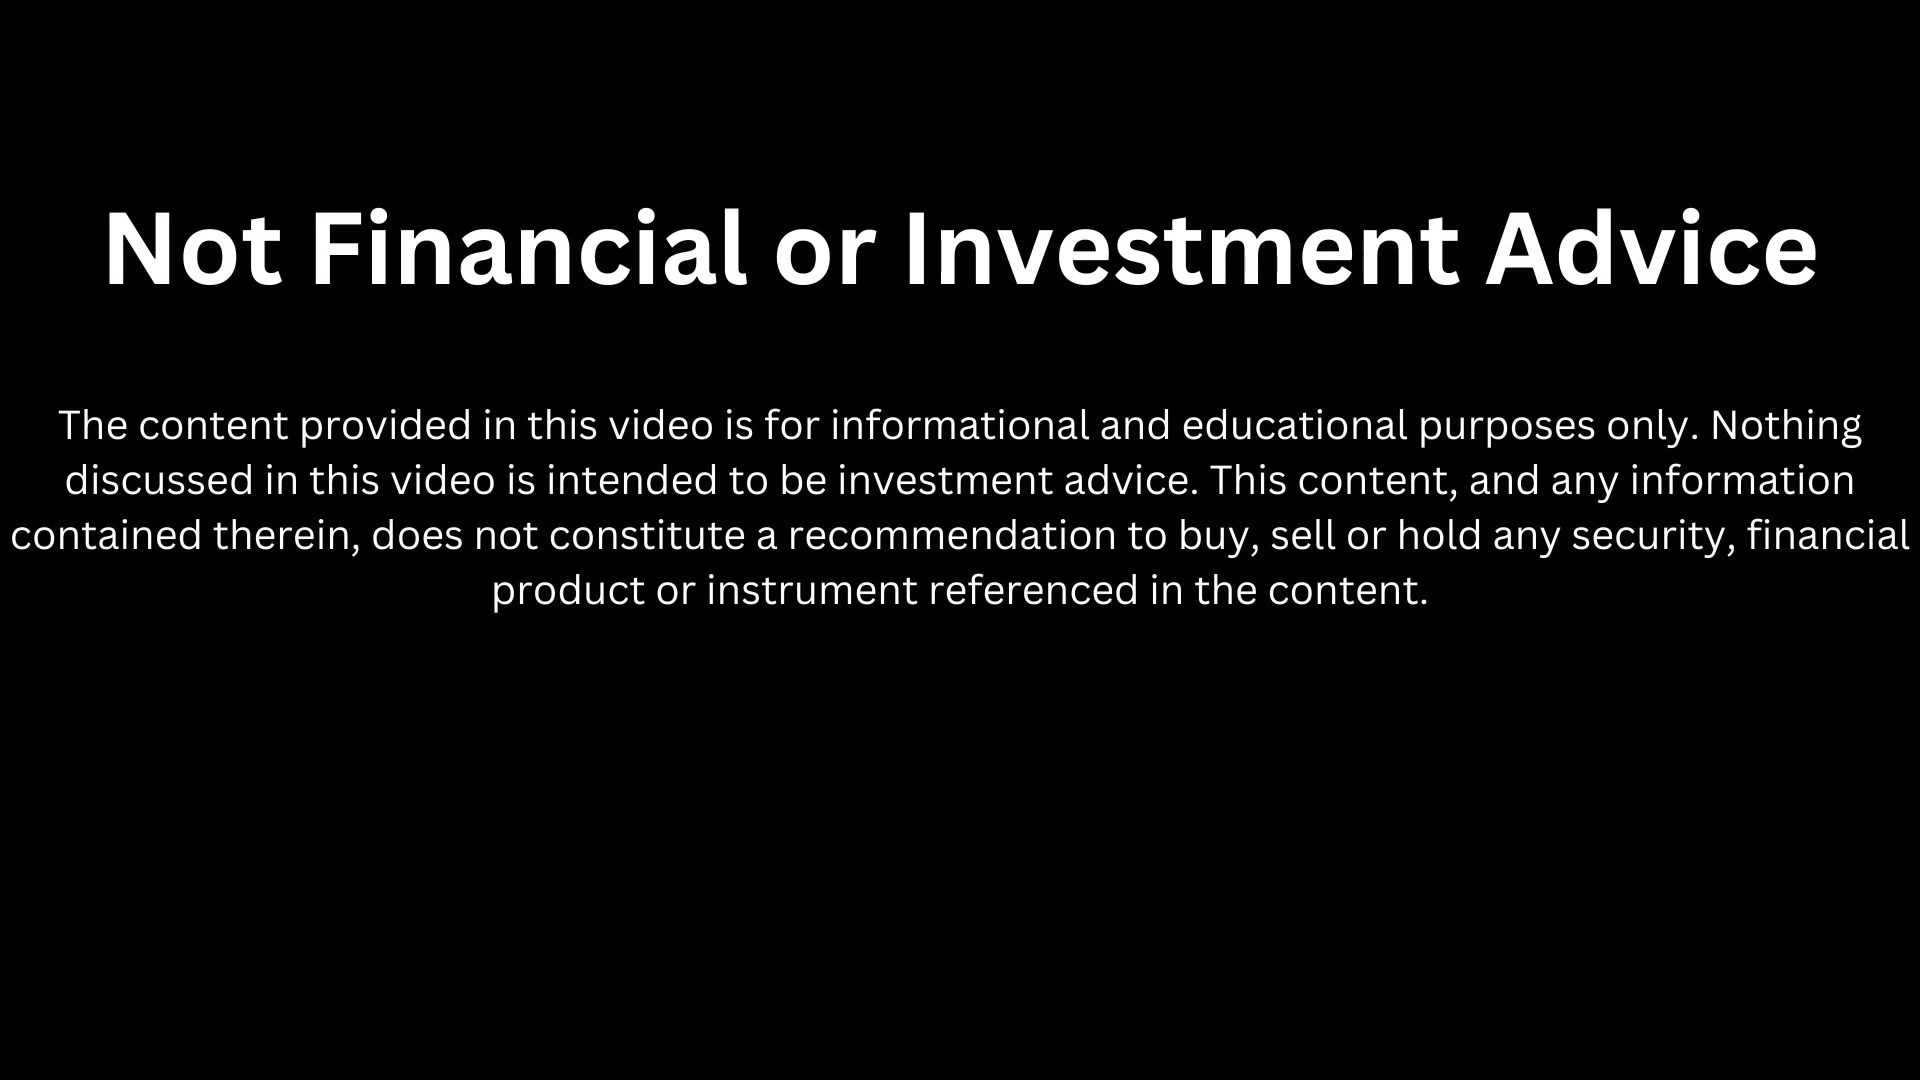 Not Financial or Investment Advice
The content provided in this video is for informational and educational purposes only. Nothing
discussed in this video is intended to be investment advice. This content, and any information
contained therein, does not constitute a recommendation to buy, sell or hold any security, financial
product or instrument referenced in the content.